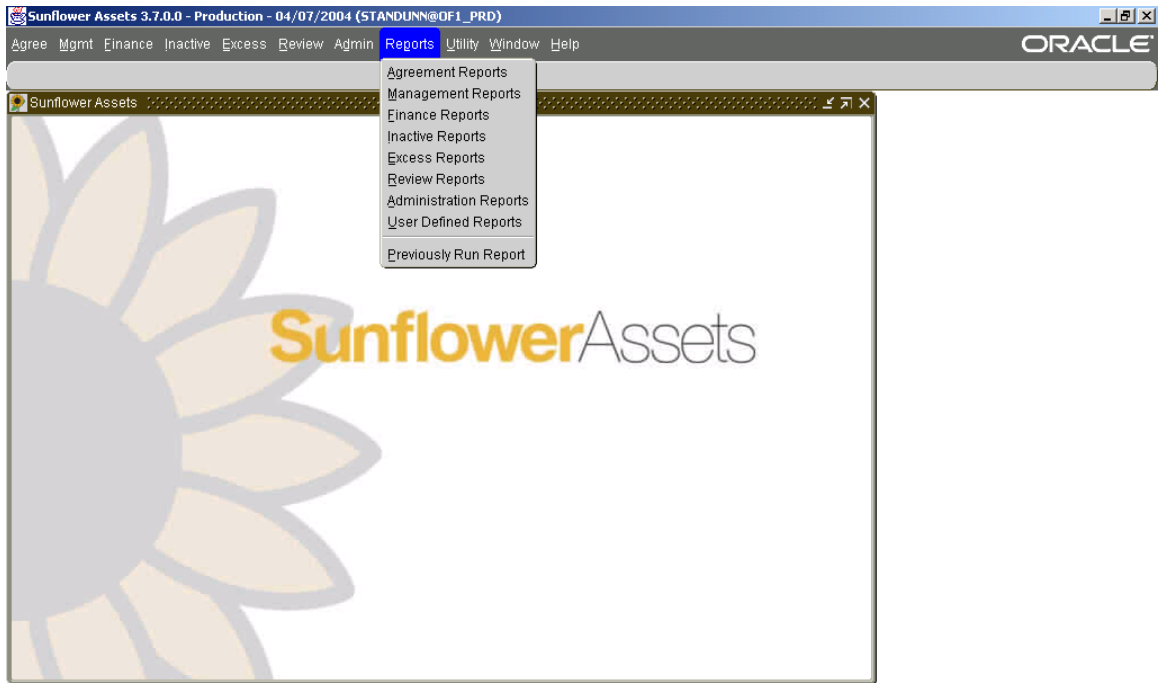 Sunflower Assets 3.7.0.0 - Production - 04/07/2004 (STANDUNN@OF1_PRD)
Agree Mgmt Finance Inactive Excess Review Admin Reports Utility Window Help ORACLE
Agreement Reports
Management Reports
Finance Reports
Inactive Reports
Excess Reports
Review Reports
Administration Reports
User Defined Reports
Previously Run Report
Sunflower Assets
SunflowerAssets